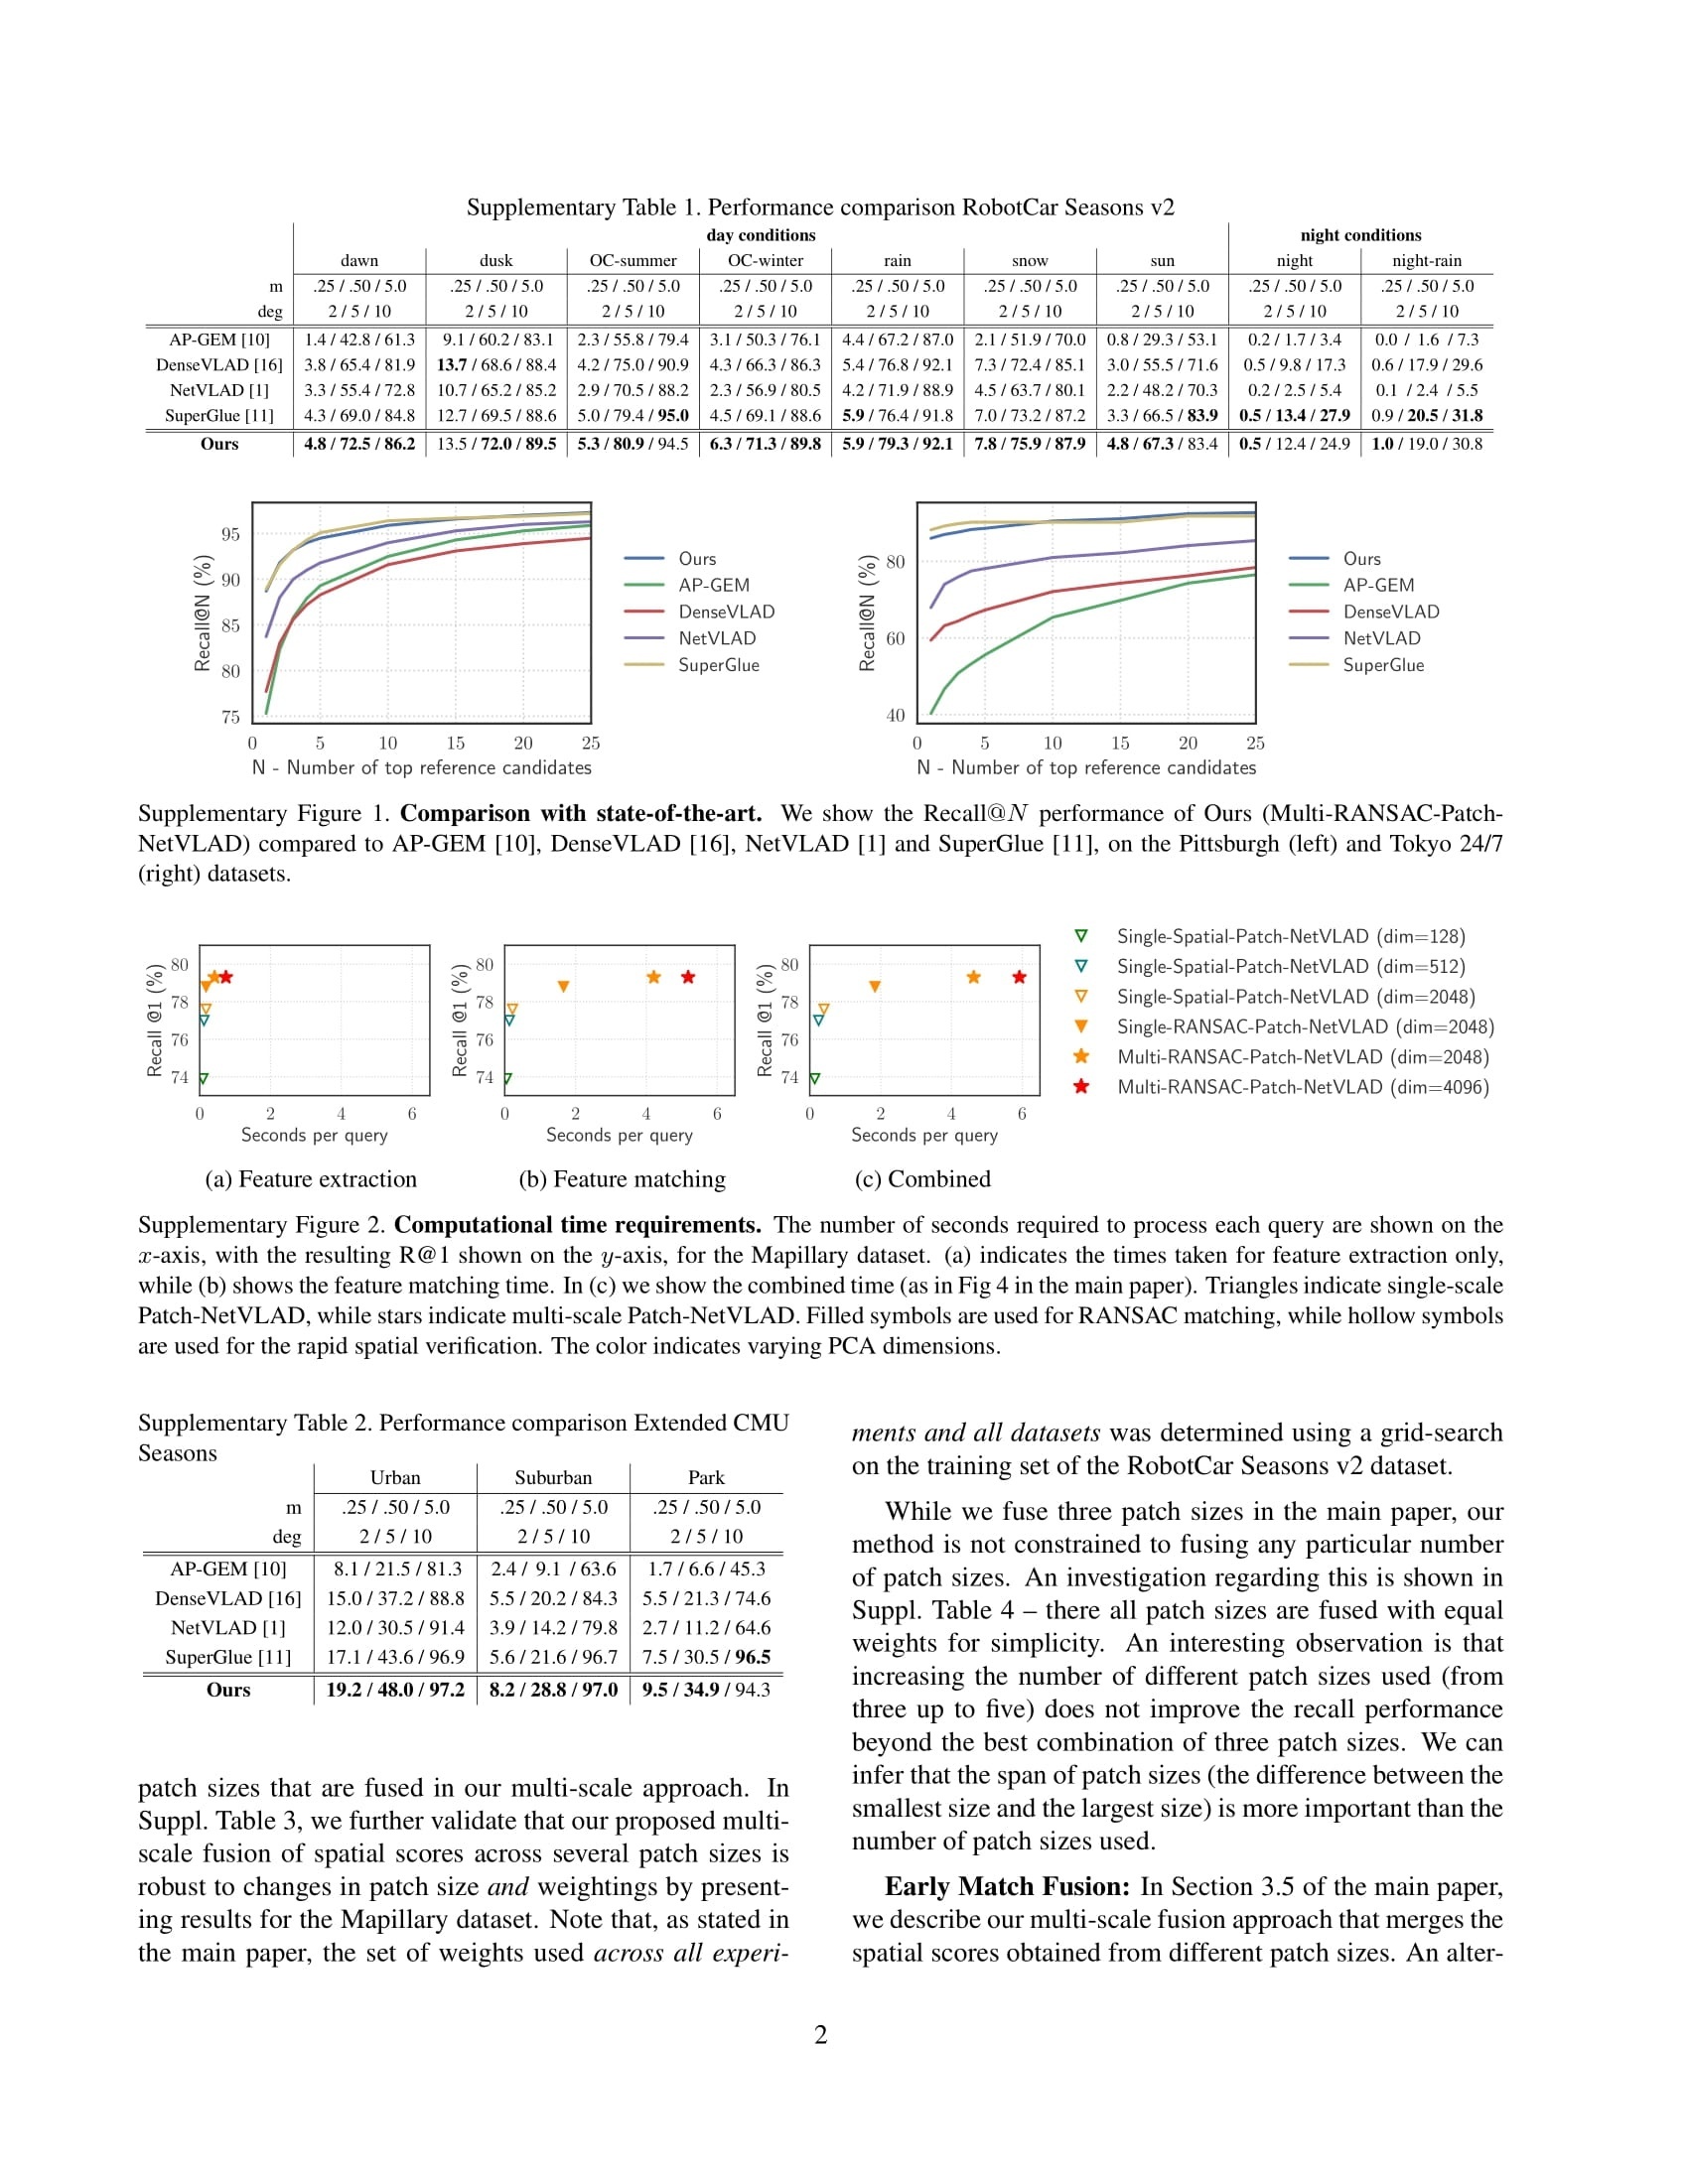 Supplementary Table 1. Performance comparison RobotCar Seasons v2
day conditions night conditions
dawn dusk OC-summer OC-winter rain snow sun night night-rain
m .25 / .50 / 5.0 .25 / .50 / 5.0 .25 / .50 / 5.0 .25 / .50 / 5.0 .25 / .50 / 5.0 .25 / .50 / 5.0 .25 / .50 / 5.0 .25 / .50 / 5.0 .25 / .50 / 5.0
deg 2 / 5 / 10 2 / 5 / 10 2 / 5 / 10 2 / 5 / 10 2 / 5 / 10 2 / 5 / 10 2 / 5 / 10 2 / 5 / 10 2 / 5 / 10
AP-GEM [10] 1.4 / 42.8 / 61.3 9.1 / 60.2 / 83.1 2.3 / 55.8 / 79.4 3.1 / 50.3 / 76.1 4.4 / 67.2 / 87.0 2.1 / 51.9 / 70.0 0.8 / 29.3 / 53.1 0.2 / 1.7 / 3.4 0.0 / 1.6 / 7.3
DenseVLAD [16] 3.8 / 65.4 / 81.9 13.7 / 68.6 / 88.4 4.2 / 75.0 / 90.9 4.3 / 66.3 / 86.3 5.4 / 76.8 / 92.1 7.3 / 72.4 / 85.1 3.0 / 55.5 / 71.6 0.5 / 9.8 / 17.3 0.6 / 17.9 / 29.6
NetVLAD [1] 3.3 / 55.4 / 72.8 10.7 / 65.2 / 85.2 2.9 / 70.5 / 88.2 2.3 / 56.9 / 80.5 4.2 / 71.9 / 88.9 4.5 / 63.7 / 80.1 2.2 / 48.2 / 70.3 0.2 / 2.5 / 5.4 0.1 / 2.4 / 5.5
SuperGlue [11] 4.3 / 69.0 / 84.8 12.7 / 69.5 / 88.6 5.0 / 79.4 / 95.0 4.5 / 69.1 / 88.6 5.9 / 76.4 / 91.8 7.0 / 73.2 / 87.2 3.3 / 66.5 / 83.9 0.5 / 13.4 / 27.9 0.9 / 20.5 / 31.8
Ours 4.8 / 72.5 / 86.2 13.5 / 72.0 / 89.5 5.3 / 80.9 / 94.5 6.3 / 71.3 / 89.8 5.9 / 79.3 / 92.1 7.8 / 75.9 / 87.9 4.8 / 67.3 / 83.4 0.5 / 12.4 / 24.9 1.0 / 19.0 / 30.8
Recall@N (%)
95
90
85
80
75
0 5 10 15 20 25
N - Number of top reference candidates
Ours
AP-GEM
DenseVLAD
NetVLAD
SuperGlue
Recall@N (%)
80
60
40
0 5 10 15 20 25
N - Number of top reference candidates
Ours
AP-GEM
DenseVLAD
NetVLAD
SuperGlue
Supplementary Figure 1. Comparison with state-of-the-art. We show the Recall@N performance of Ours (Multi-RANSAC-Patch-
NetVLAD) compared to AP-GEM [10], DenseVLAD [16], NetVLAD [1] and SuperGlue [11], on the Pittsburgh (left) and Tokyo 24/7
(right) datasets.
Recall @1 (%)
80
78
76
74
0 2 4 6
Seconds per query
(a) Feature extraction
Recall @1 (%)
80
78
76
74
0 2 4 6
Seconds per query
(b) Feature matching
Recall @1 (%)
80
78
76
74
0 2 4 6
Seconds per query
(c) Combined
Single-Spatial-Patch-NetVLAD (dim=128)
Single-Spatial-Patch-NetVLAD (dim=512)
Single-Spatial-Patch-NetVLAD (dim=2048)
Single-RANSAC-Patch-NetVLAD (dim=2048)
Multi-RANSAC-Patch-NetVLAD (dim=2048)
Multi-RANSAC-Patch-NetVLAD (dim=4096)
Supplementary Figure 2. Computational time requirements. The number of seconds required to process each query are shown on the
x-axis, with the resulting R@1 shown on the y-axis, for the Mapillary dataset. (a) indicates the times taken for feature extraction only,
while (b) shows the feature matching time. In (c) we show the combined time (as in Fig 4 in the main paper). Triangles indicate single-scale
Patch-NetVLAD, while stars indicate multi-scale Patch-NetVLAD. Filled symbols are used for RANSAC matching, while hollow symbols
are used for the rapid spatial verification. The color indicates varying PCA dimensions.
Supplementary Table 2. Performance comparison Extended CMU
Seasons
Urban Suburban Park
m .25 / .50 / 5.0 .25 / .50 / 5.0 .25 / .50 / 5.0
deg 2 / 5 / 10 2 / 5 / 10 2 / 5 / 10
AP-GEM [10] 8.1 / 21.5 / 81.3 2.4 / 9.1 / 63.6 1.7 / 6.6 / 45.3
DenseVLAD [16] 15.0 / 37.2 / 88.8 5.5 / 20.2 / 84.3 5.5 / 21.3 / 74.6
NetVLAD [1] 12.0 / 30.5 / 91.4 3.9 / 14.2 / 79.8 2.7 / 11.2 / 64.6
SuperGlue [11] 17.1 / 43.6 / 96.9 5.6 / 21.6 / 96.7 7.5 / 30.5 / 96.5
Ours 19.2 / 48.0 / 97.2 8.2 / 28.8 / 97.0 9.5 / 34.9 / 94.3
patch sizes that are fused in our multi-scale approach. In
Suppl. Table 3, we further validate that our proposed multi-
scale fusion of spatial scores across several patch sizes is
robust to changes in patch size and weightings by present-
ing results for the Mapillary dataset. Note that, as stated in
the main paper, the set of weights used across all experi-
ments and all datasets was determined using a grid-search
on the training set of the RobotCar Seasons v2 dataset.
While we fuse three patch sizes in the main paper, our
method is not constrained to fusing any particular number
of patch sizes. An investigation regarding this is shown in
Suppl. Table 4 – there all patch sizes are fused with equal
weights for simplicity. An interesting observation is that
increasing the number of different patch sizes used (from
three up to five) does not improve the recall performance
beyond the best combination of three patch sizes. We can
infer that the span of patch sizes (the difference between the
smallest size and the largest size) is more important than the
number of patch sizes used.
Early Match Fusion: In Section 3.5 of the main paper,
we describe our multi-scale fusion approach that merges the
spatial scores obtained from different patch sizes. An alter-
2